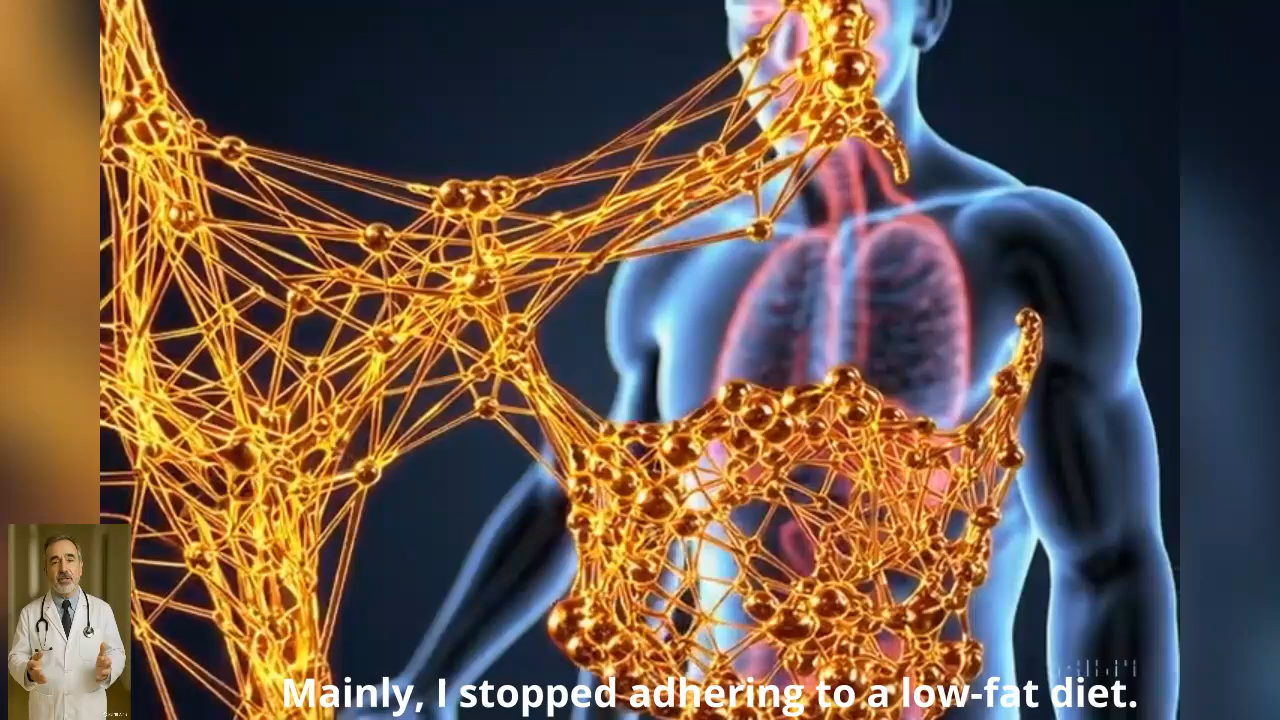 Mainly, I stopped adhering to a low-fat diet.